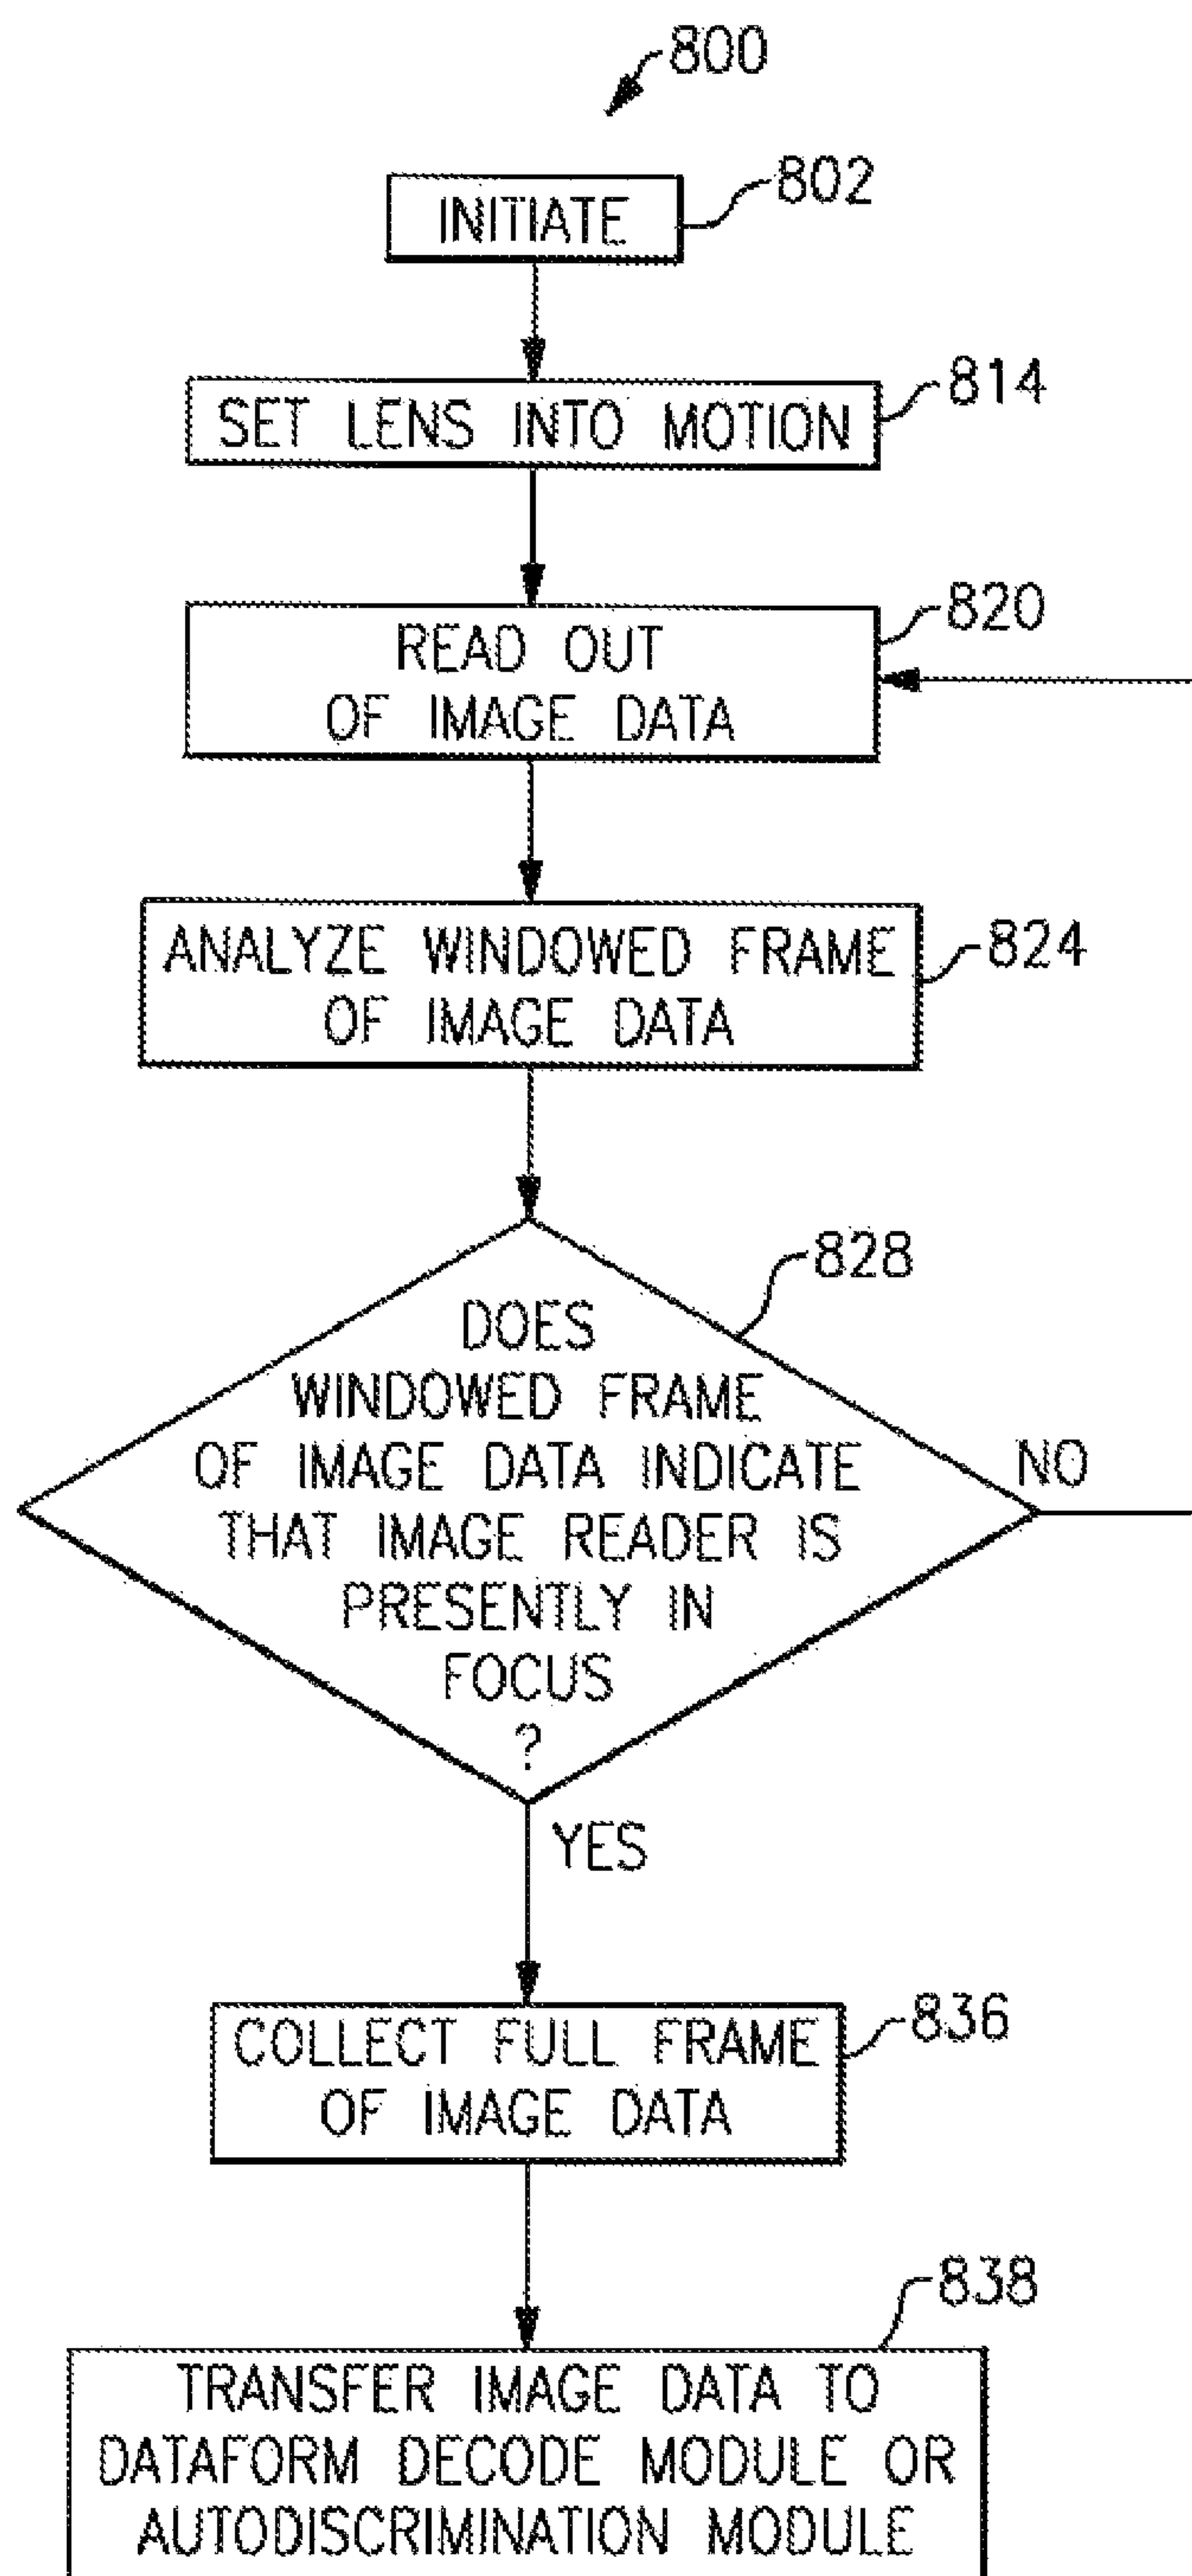 800
802
INITIATE
814
SET LENS INTO MOTION
820
READ OUT
OF IMAGE DATA
824
ANALYZE WINDOWED FRAME
OF IMAGE DATA
828
DOES
WINDOWED FRAME
OF IMAGE DATA INDICATE
THAT IMAGE READER IS
PRESENTLY IN
FOCUS
?
NO
YES
836
COLLECT FULL FRAME
OF IMAGE DATA
838
TRANSFER IMAGE DATA TO
DATAFORM DECODE MODULE OR
AUTODISCRIMINATION MODULE